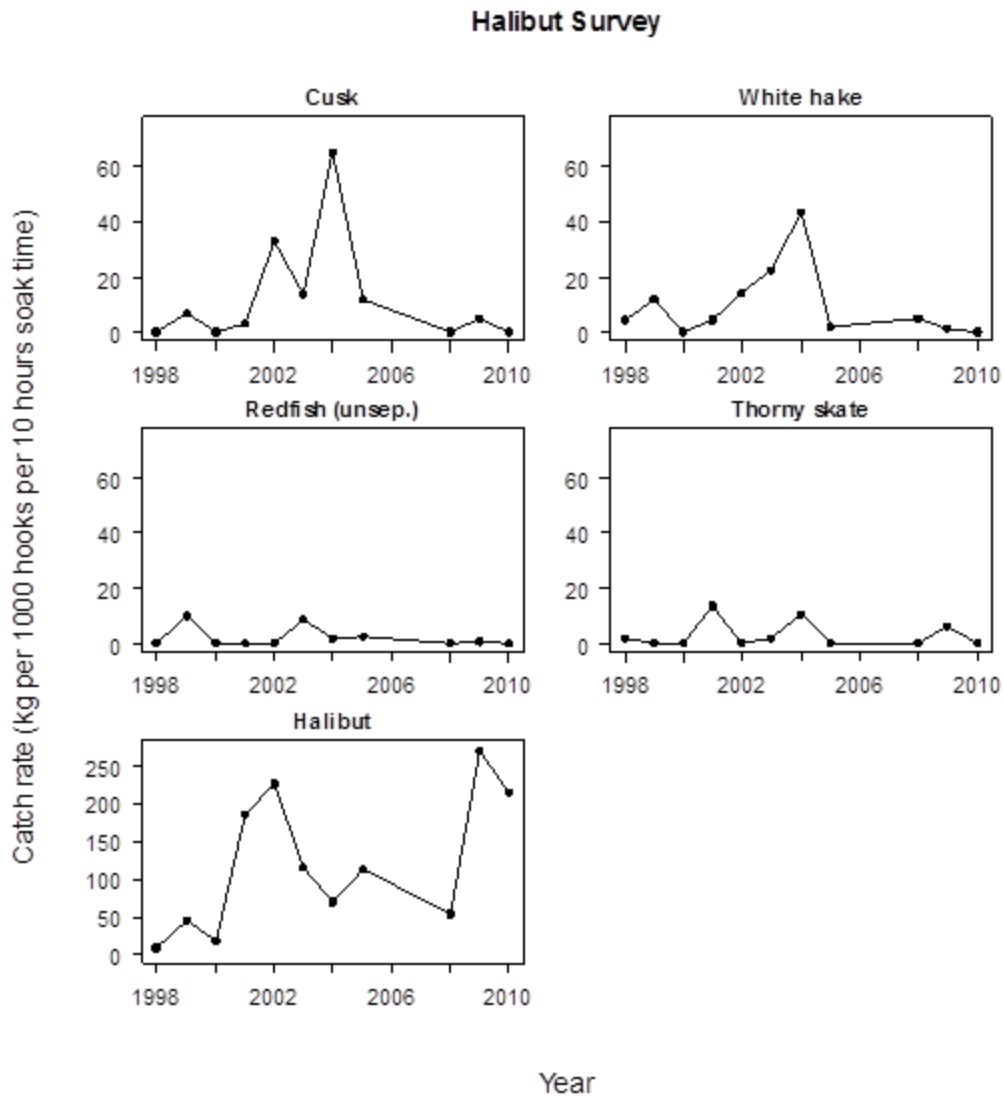 Halibut Survey
Cusk
60
40
20
0
1998 2002 2006 2010
White hake
60
40
20
0
1998 2002 2006 2010
Redfish (unsep.)
60
40
20
0
1998 2002 2006 2010
Thorny skate
60
40
20
0
1998 2002 2006 2010
Halibut
250
200
150
100
50
0
1998 2002 2006 2010
Catch rate (kg per 1000 hooks per 10 hours soak time)
Year